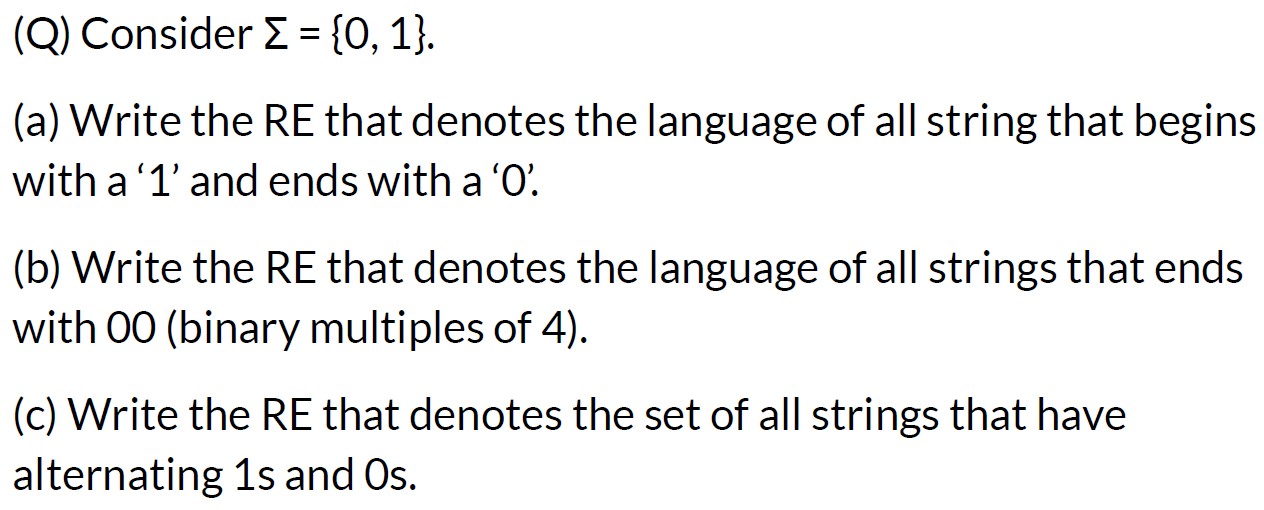 (Q) Consider Σ = {0, 1}.
(a) Write the RE that denotes the language of all string that begins
with a ‘1’ and ends with a ‘0’.
(b) Write the RE that denotes the language of all strings that ends
with 00 (binary multiples of 4).
(c) Write the RE that denotes the set of all strings that have
alternating 1s and 0s.